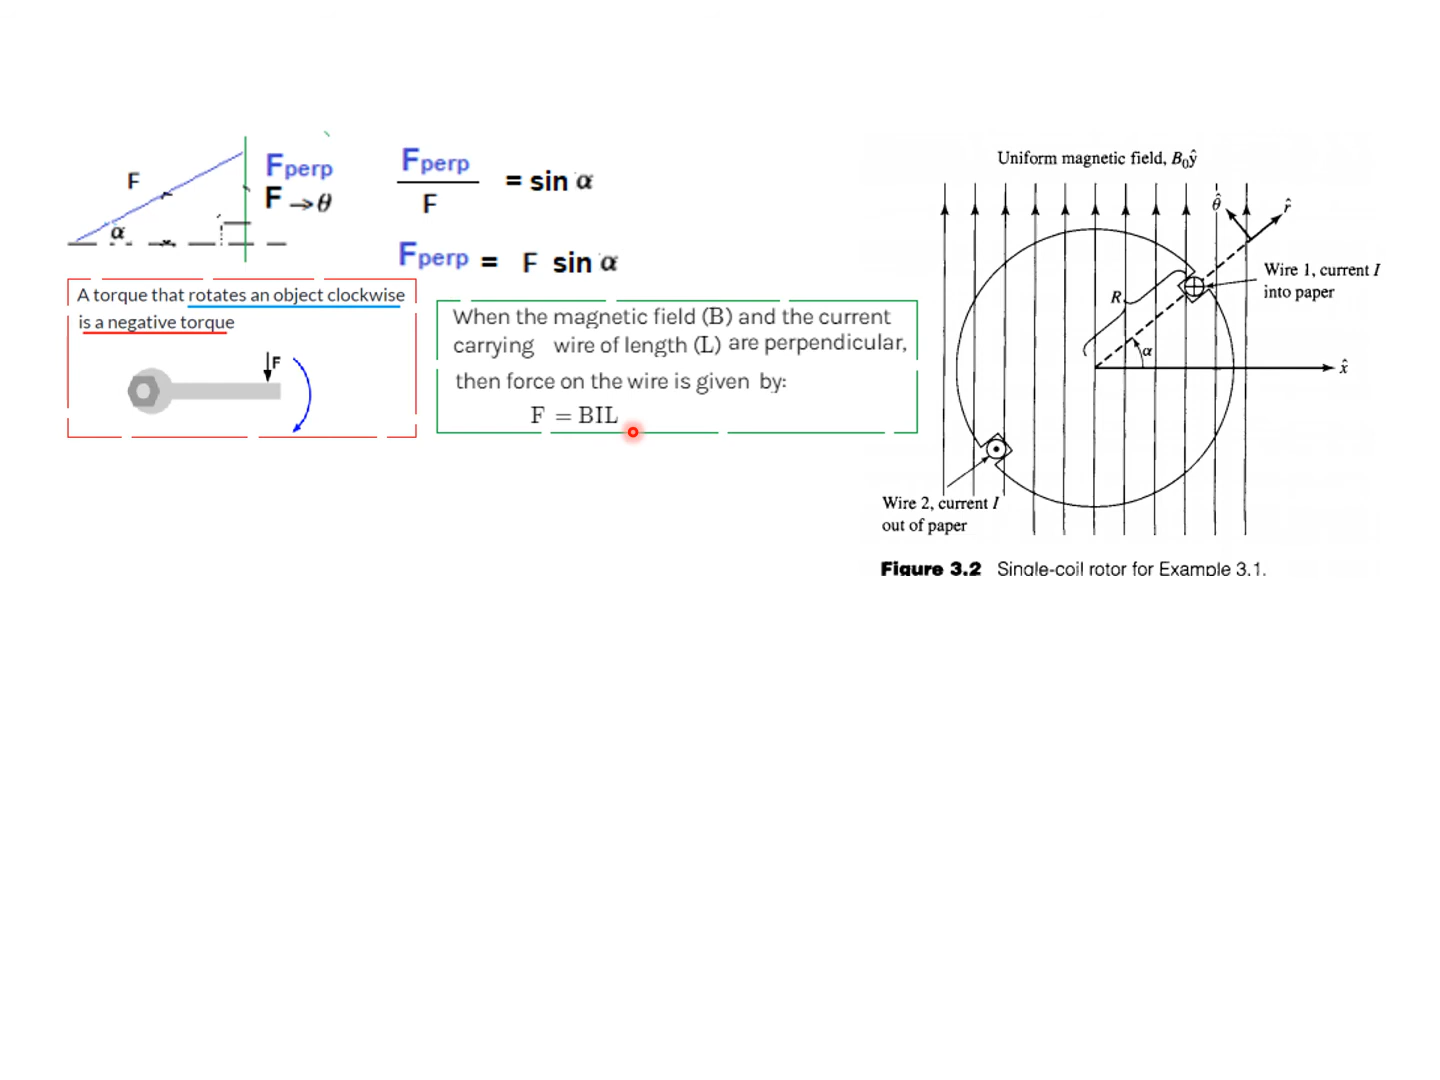 F
α
Fperp
F →θ
Fperp
F
= sin α
Fperp = F sin α
A torque that rotates an object clockwise
is a negative torque
F
When the magnetic field (B) and the current
carrying wire of length (L) are perpendicular,
then force on the wire is given by:
F = BIL
Uniform magnetic field, B₀ŷ
θ̂
r̂
Wire 1, current I
into paper
R
α
x̂
Wire 2, current I
out of paper
Figure 3.2 Single-coil rotor for Example 3.1.